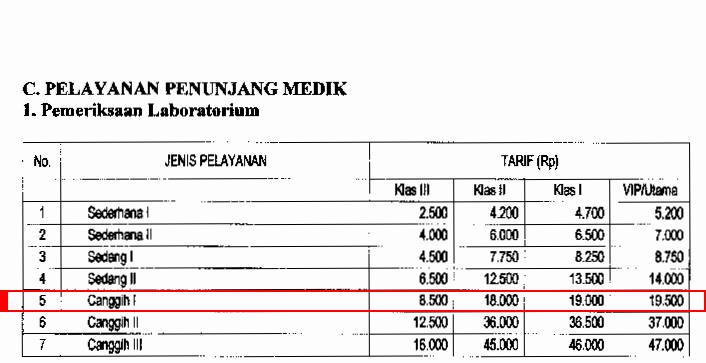 C. PELAYANAN PENUNJANG MEDIK
1. Pemeriksaan Laboratorium
No. JENIS PELAYANAN TARIF (Rp)
Klas III Klas II Klas I VIP/Utama
1 Sederhana I 2.500 4.200 4.700 5.200
2 Sederhana II 4.000 6.000 6.500 7.000
3 Sedang I 4.500 7.750 8.250 8.750
4 Sedang II 6.500 12.500 13.500 14.000
5 Canggih I 8.500 18.000 19.000 19.500
6 Canggih II 12.500 36.000 36.500 37.000
7 Canggih III 16.000 45.000 46.000 47.000